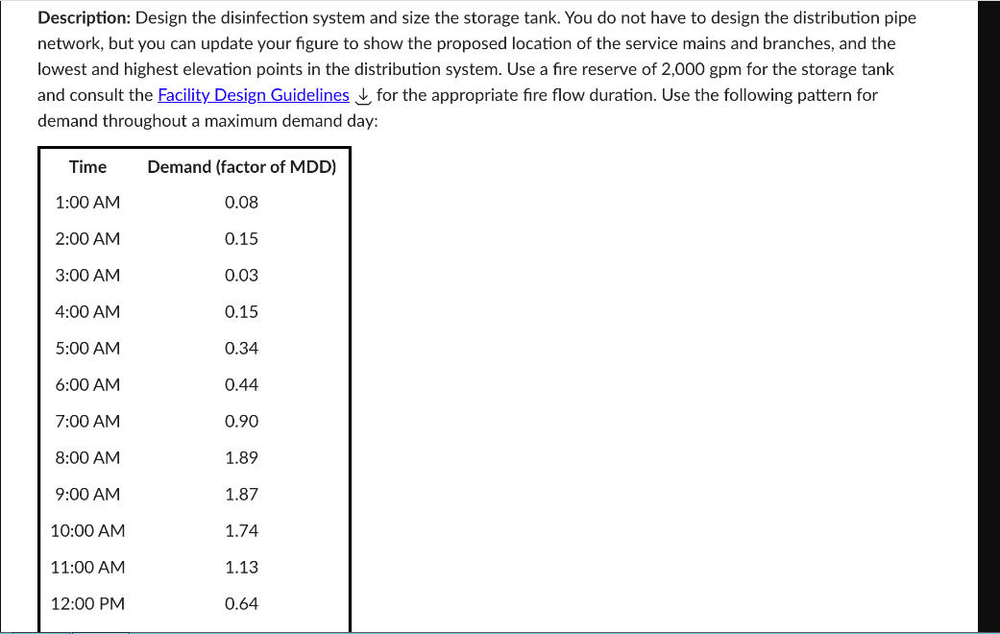 Description: Design the disinfection system and size the storage tank. You do not have to design the distribution pipe
network, but you can update your figure to show the proposed location of the service mains and branches, and the
lowest and highest elevation points in the distribution system. Use a fire reserve of 2,000 gpm for the storage tank
and consult the Facility Design Guidelines for the appropriate fire flow duration. Use the following pattern for
demand throughout a maximum demand day:
Time Demand (factor of MDD)
1:00 AM 0.08
2:00 AM 0.15
3:00 AM 0.03
4:00 AM 0.15
5:00 AM 0.34
6:00 AM 0.44
7:00 AM 0.90
8:00 AM 1.89
9:00 AM 1.87
10:00 AM 1.74
11:00 AM 1.13
12:00 PM 0.64